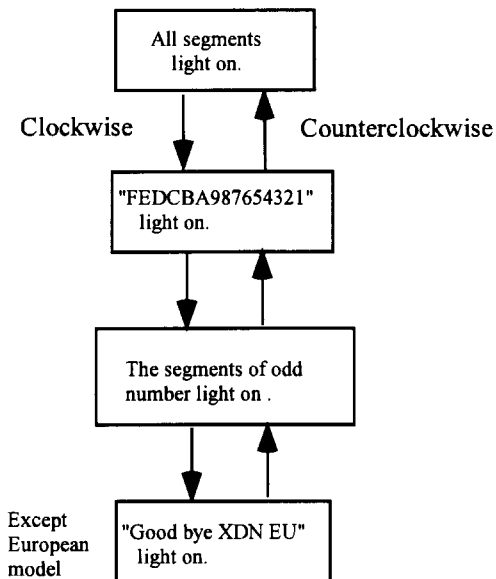 All segments
light on.
Clockwise
Counterclockwise
"FEDCBA987654321"
light on.
The segments of odd
number light on .
Except
European
model
"Good bye XDN EU"
light on.